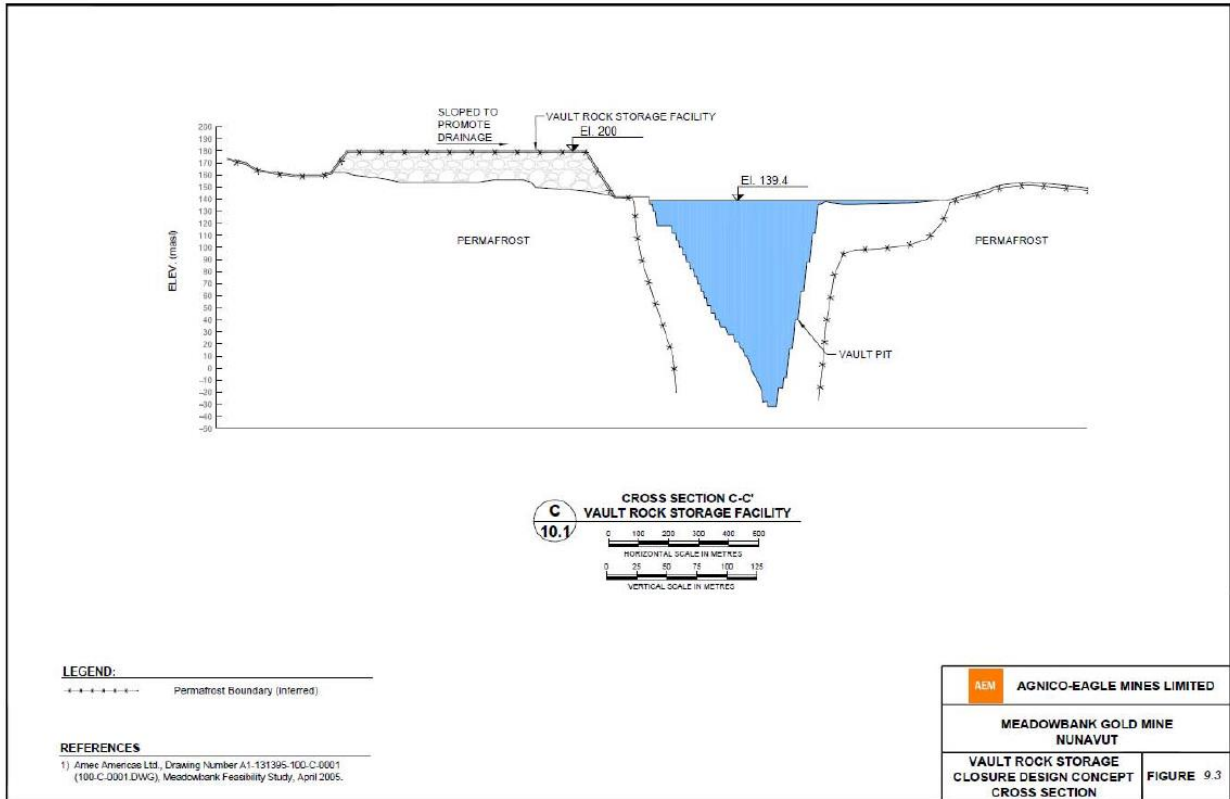 SLOPED TO
PROMOTE
DRAINAGE
VAULT ROCK STORAGE FACILITY
El. 200
El. 139.4
ELEV. (masl)
200
190
180
170
160
150
140
130
120
110
100
90
80
70
60
50
40
30
20
10
0
-10
-20
-30
-40
-50
PERMAFROST
PERMAFROST
VAULT PIT
C
10.1
CROSS SECTION C-C'
VAULT ROCK STORAGE FACILITY
0 100 200 300 400 500
HORIZONTAL SCALE IN METRES
0 25 50 75 100 125
VERTICAL SCALE IN METRES
LEGEND:
Permafrost Boundary (Inferred)
REFERENCES
1) Amec Americas Ltd., Drawing Number A1-131395-100-C-0001
(100-C-0001.DWG), Meadowbank Feasibility Study, April 2005.
AEM AGNICO-EAGLE MINES LIMITED
MEADOWBANK GOLD MINE
NUNAVUT
VAULT ROCK STORAGE
CLOSURE DESIGN CONCEPT
CROSS SECTION
FIGURE 9.3